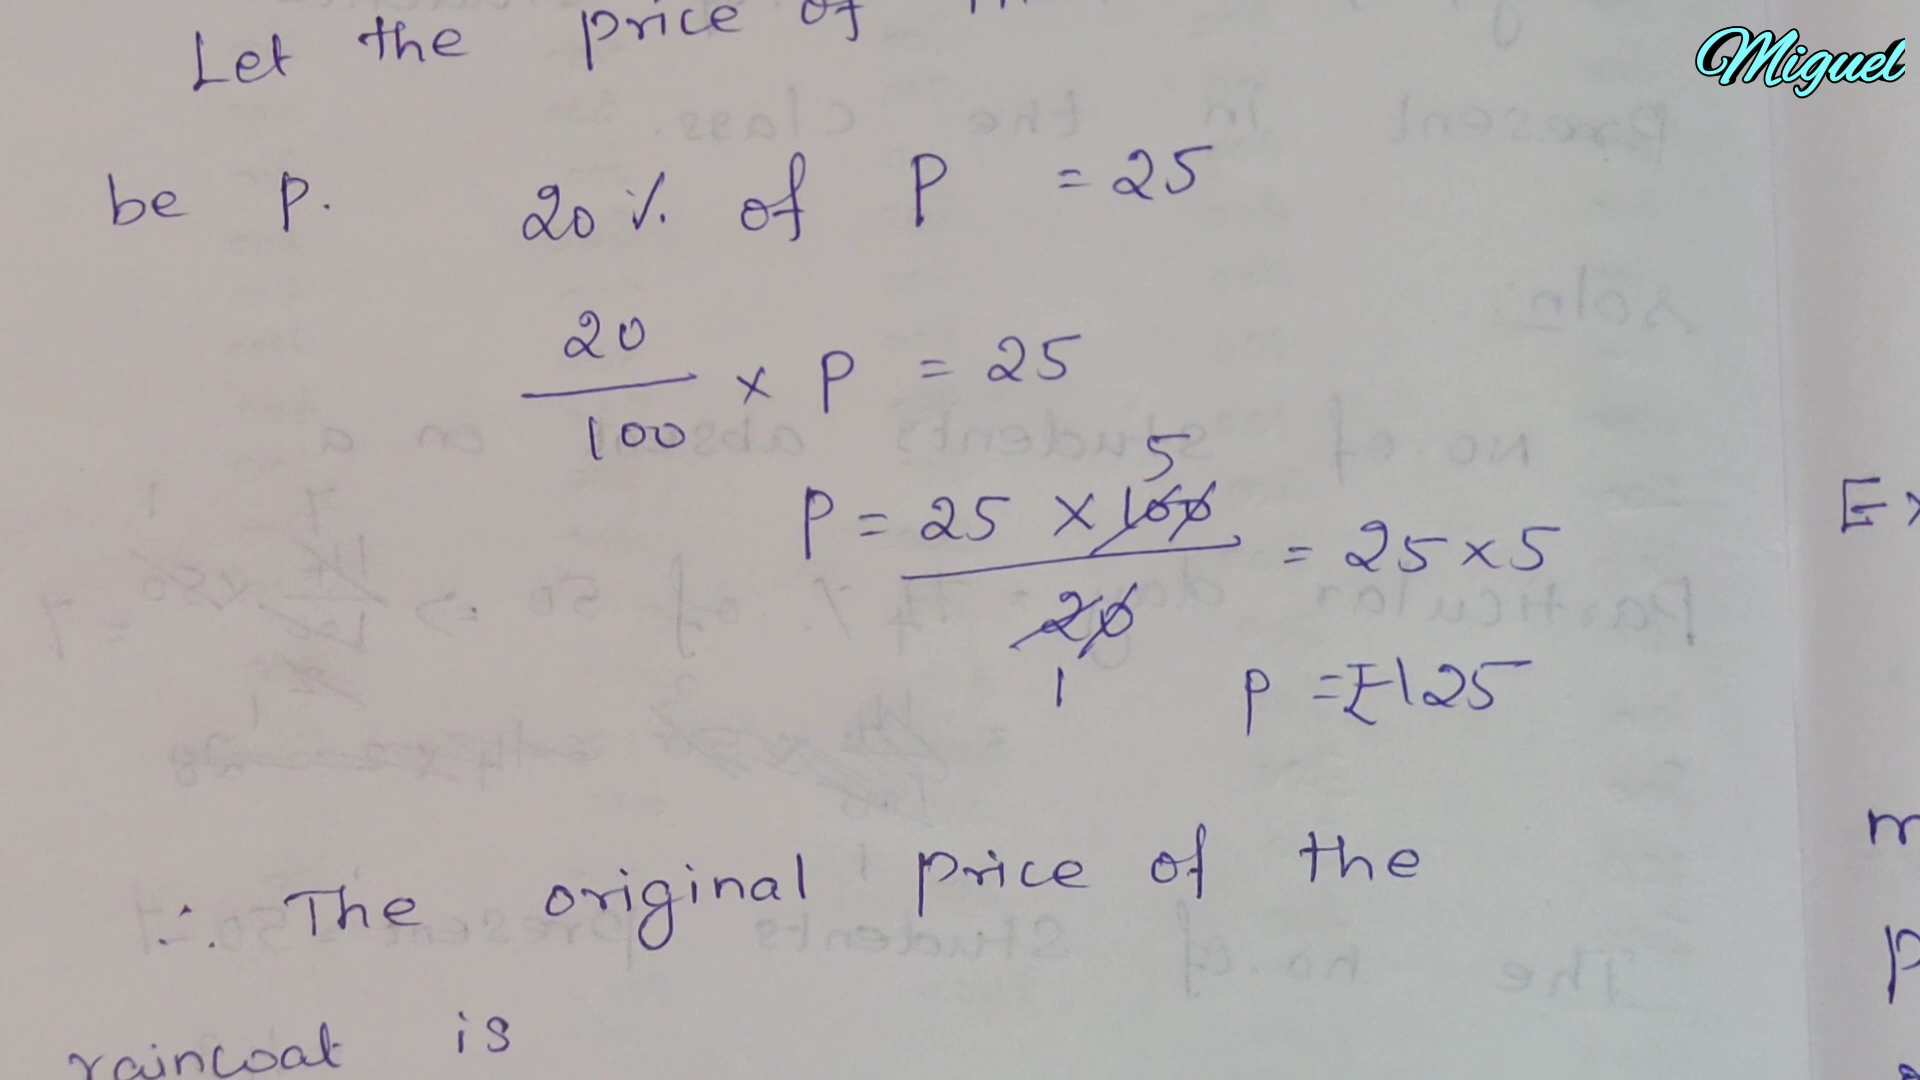 Let the price of
Miguel
be P. 20% of P = 25
20/100 × P = 25
P = 25 × 100/20 = 25 × 5
5
1
P = ₹125
∴ The original price of the
raincoat is